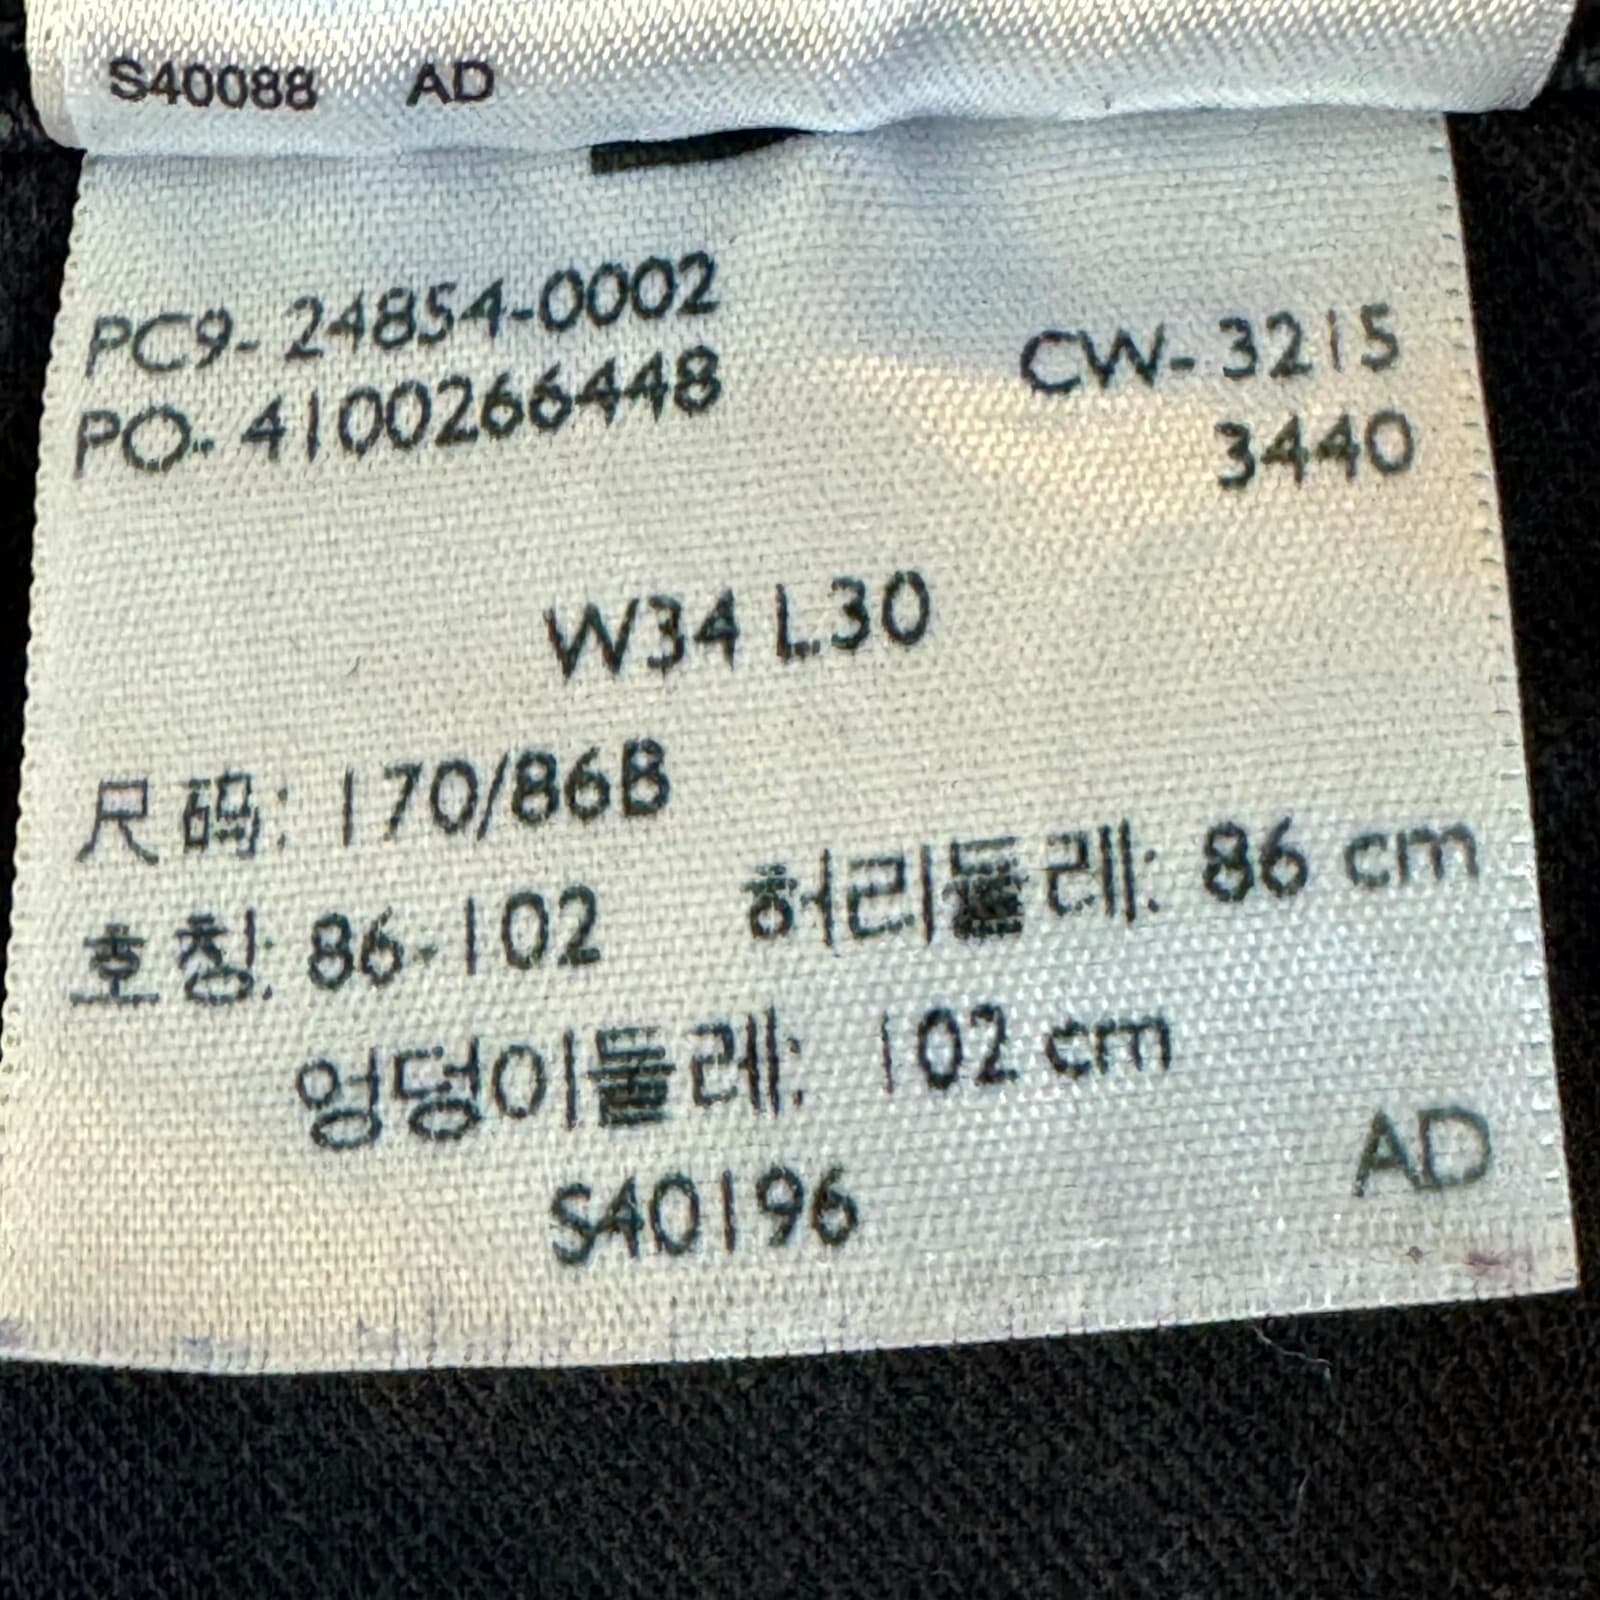 S40088 AD
PC9-24854-0002
PO-4100266448
CW-3215
3440
W34 L30
尺码: 170/86B
호칭: 86-102 허리둘레: 86 cm
엉덩이둘레: 102 cm
S40196
AD